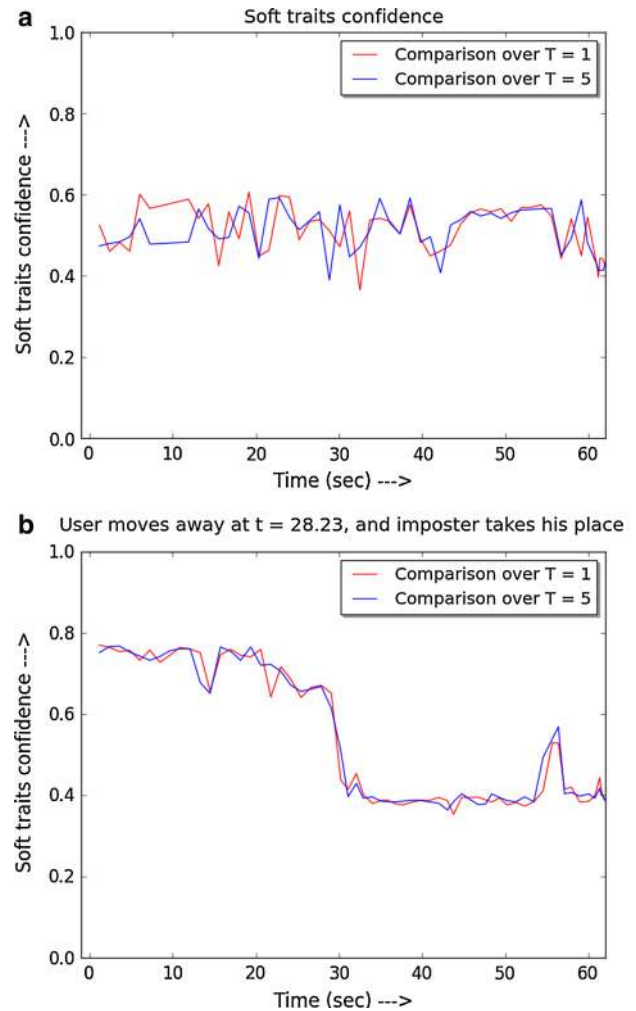 a
Soft traits confidence
Comparison over T = 1
Comparison over T = 5
Soft traits confidence --->
1.0
0.8
0.6
0.4
0.2
0.0
0 10 20 30 40 50 60
Time (sec) --->
b
User moves away at t = 28.23, and imposter takes his place
Comparison over T = 1
Comparison over T = 5
Soft traits confidence --->
1.0
0.8
0.6
0.4
0.2
0.0
0 10 20 30 40 50 60
Time (sec) --->